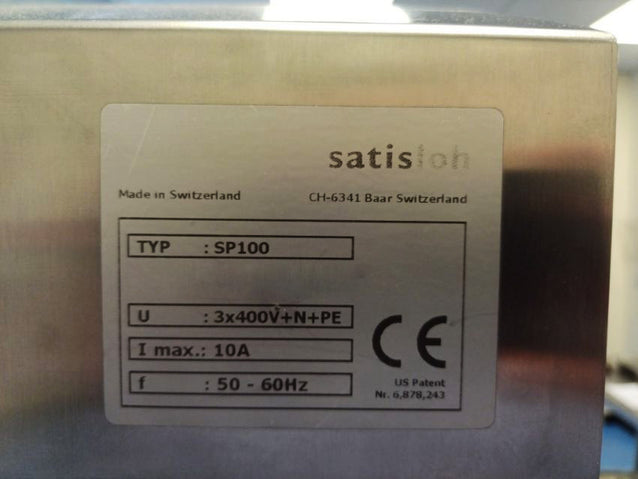 satisloh
Made in Switzerland
CH-6341 Baar Switzerland
TYP : SP100
U : 3x400V+N+PE
I max.: 10A
f : 50 - 60Hz
CE
US Patent
Nr. 6,878,243